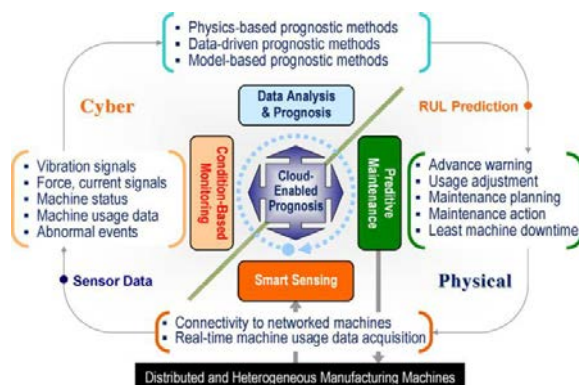 ▪ Physics-based prognostic methods
▪ Data-driven prognostic methods
▪ Model-based prognostic methods
Cyber
Data Analysis
& Prognosis
RUL Prediction
▪ Vibration signals
▪ Force, current signals
▪ Machine status
▪ Machine usage data
▪ Abnormal events
Condition-Based
Monitoring
Cloud-
Enabled
Prognosis
Preditive
Maintenance
▪ Advance warning
▪ Usage adjustment
▪ Maintenance planning
▪ Maintenance action
▪ Least machine downtime
Sensor Data
Smart Sensing
Physical
▪ Connectivity to networked machines
▪ Real-time machine usage data acquisition
Distributed and Heterogeneous Manufacturing Machines